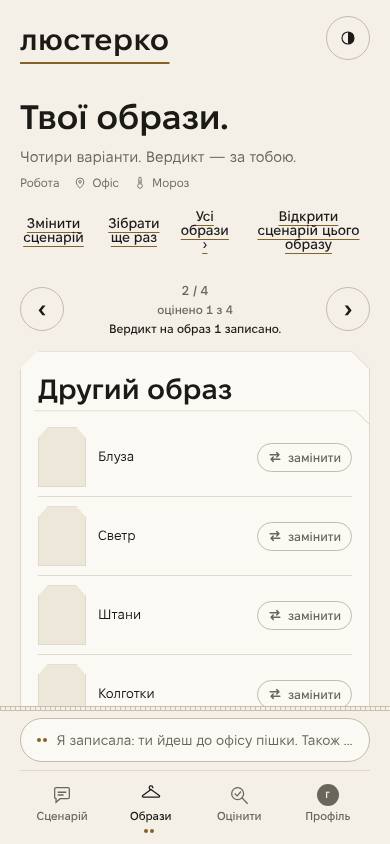 люстерко
Твої образи.
Чотири варіанти. Вердикт — за тобою.
Робота Офіс Мороз
Змінити сценарій
Зібрати ще раз
Усі образи ›
Відкрити сценарій цього образу
‹
2 / 4
оцінено 1 з 4
Вердикт на образ 1 записано.
›
Другий образ
Блуза замінити
Светр замінити
Штани замінити
Колготки замінити
Я записала: ти йдеш до офісу пішки. Також ...
Сценарій Образи Оцінити Г Профіль